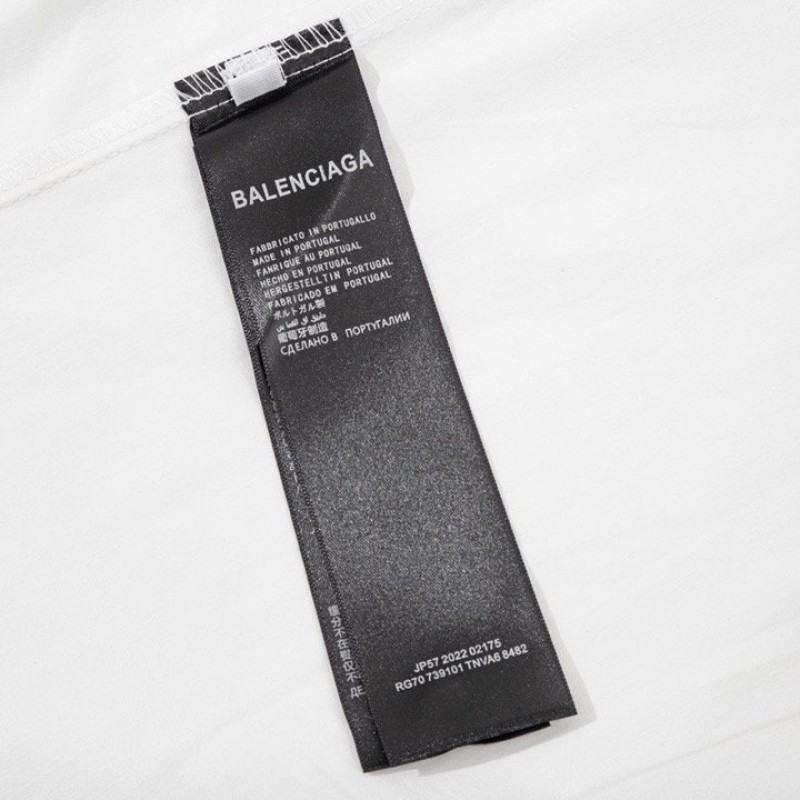 BALENCIAGA
FABBRICATO IN PORTUGALLO
MADE IN PORTUGAL
FANRIQUE AU PORTUGAL
HECHO EN PORTUGAL
HERGESTELLTIN PORTUGAL
FABRICADO EM PORTUGAL
ポルトガル製
葡萄牙制造
СДЕЛАНО В ПОРТУГАЛИИ
JP57 2022 02175
RG70 739101 TNVA6 8482